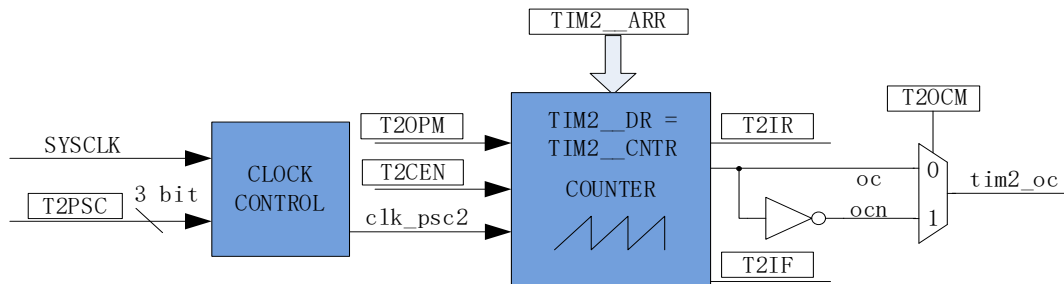 TIM2__ARR
T2OCM
T2OPM
TIM2__DR =
T2IR
TIM2__CNTR
SYSCLK
CLOCK
0
T2CEN
oc
tim2_oc
3 bit
COUNTER
T2PSC
CONTROL
clk_psc2
ocn
1
T2IF